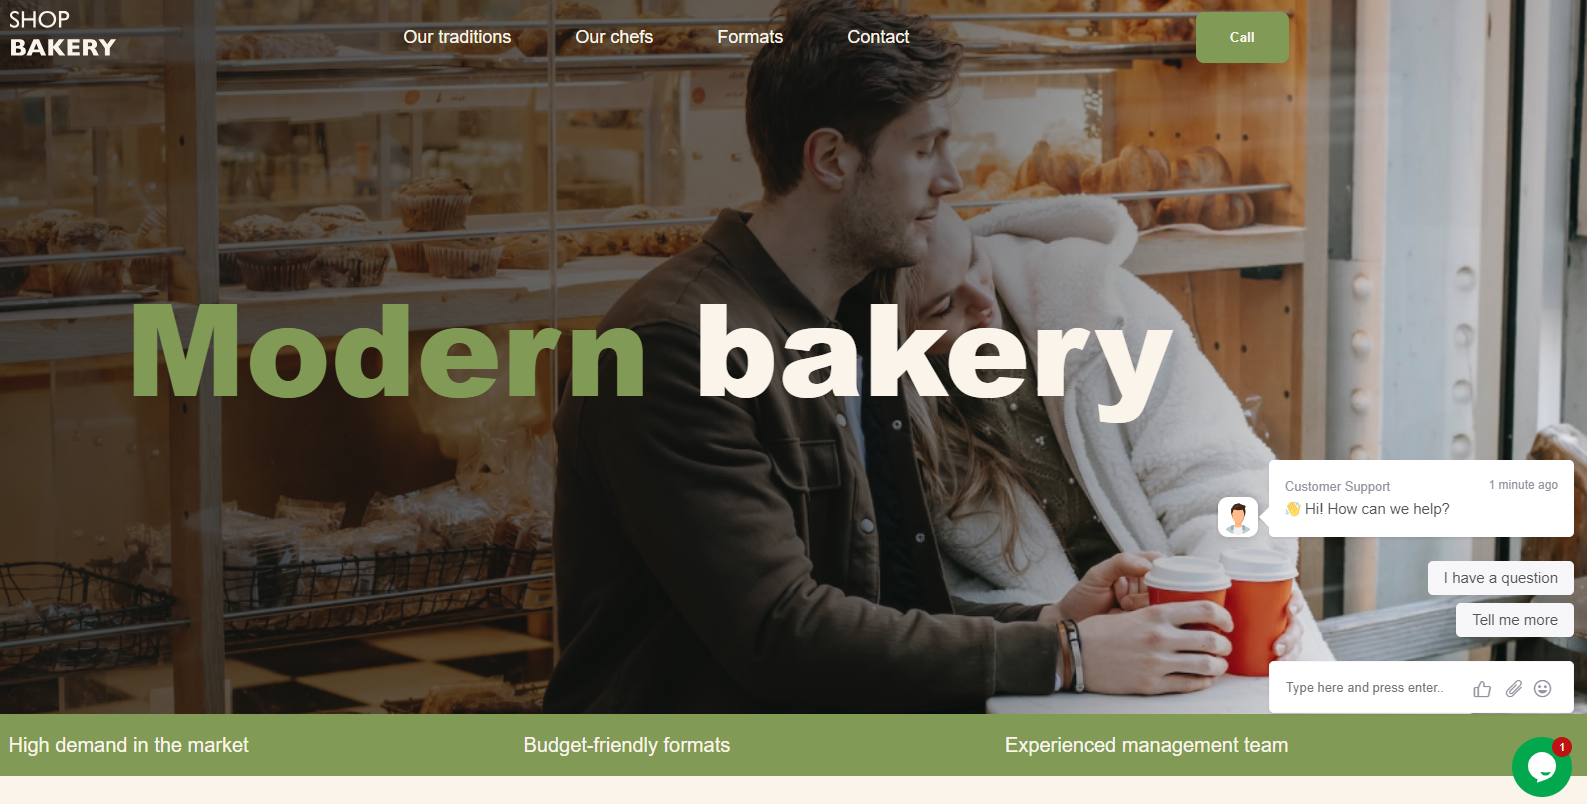 SHOP
BAKERY
Our traditions
Our chefs
Formats
Contact
Call
Modern bakery
Customer Support
1 minute ago
👋 Hi! How can we help?
I have a question
Tell me more
Type here and press enter..
High demand in the market
Budget-friendly formats
Experienced management team
1